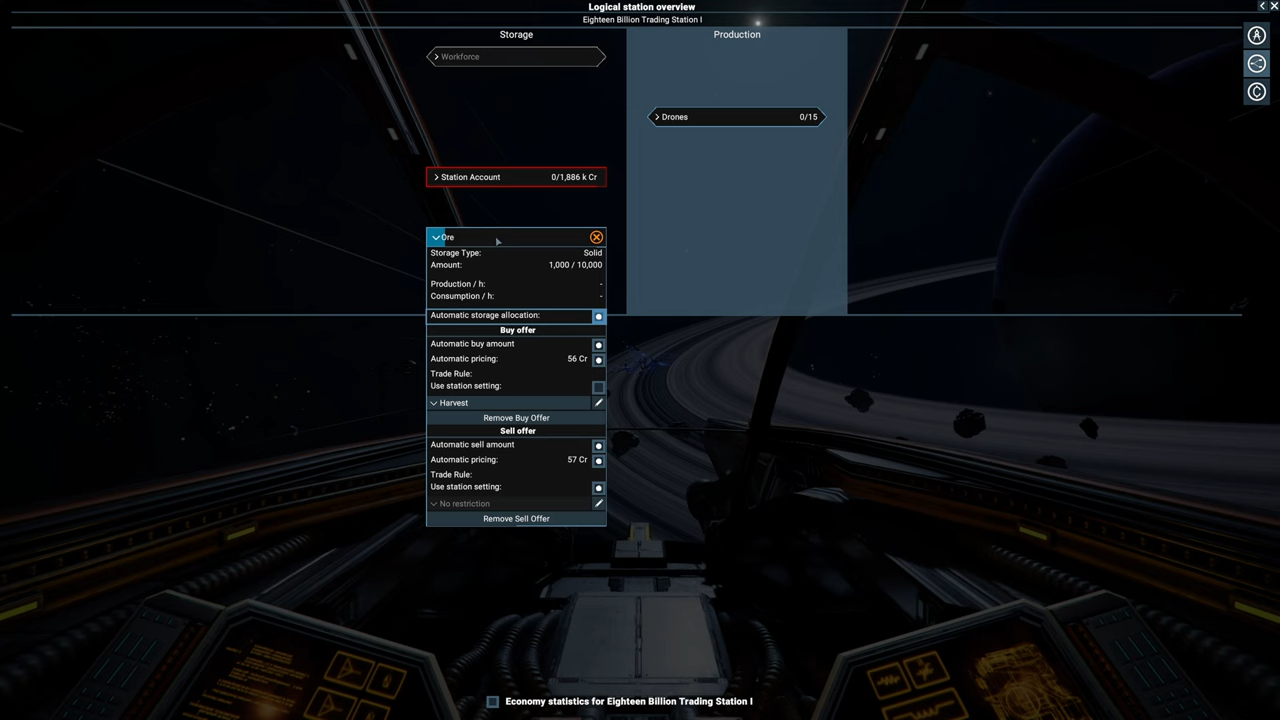 Logical station overview
Eighteen Billion Trading Station I
Storage
Production
Workforce
Drones 0/15
Station Account 0/1,886 k Cr
Ore
Storage Type: Solid
Amount: 1,000 / 10,000
Production / h: -
Consumption / h: -
Automatic storage allocation:
Buy offer
Automatic buy amount
Automatic pricing: 56 Cr
Trade Rule:
Use station setting:
Harvest
Remove Buy Offer
Sell offer
Automatic sell amount
Automatic pricing: 57 Cr
Trade Rule:
Use station setting:
No restriction
Remove Sell Offer
Economy statistics for Eighteen Billion Trading Station I